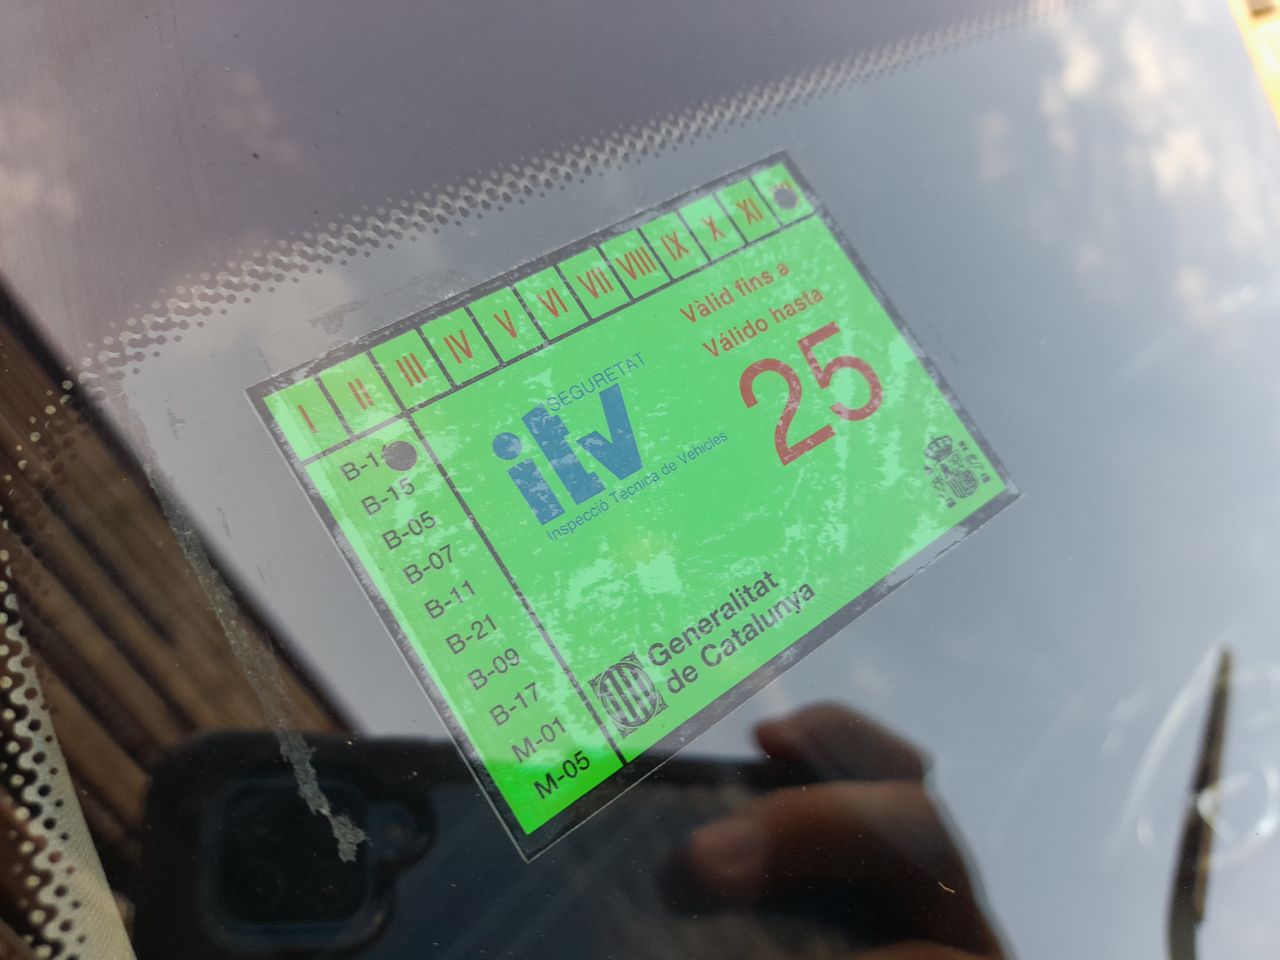 I II III IV V VI VII VIII IX X XI
Vàlid fins a
Válido hasta
25
SEGURETAT
itv
Inspecció Tècnica de Vehicles
B-15
B-05
B-07
B-11
B-21
B-09
B-17
M-01
M-05
Generalitat
de Catalunya